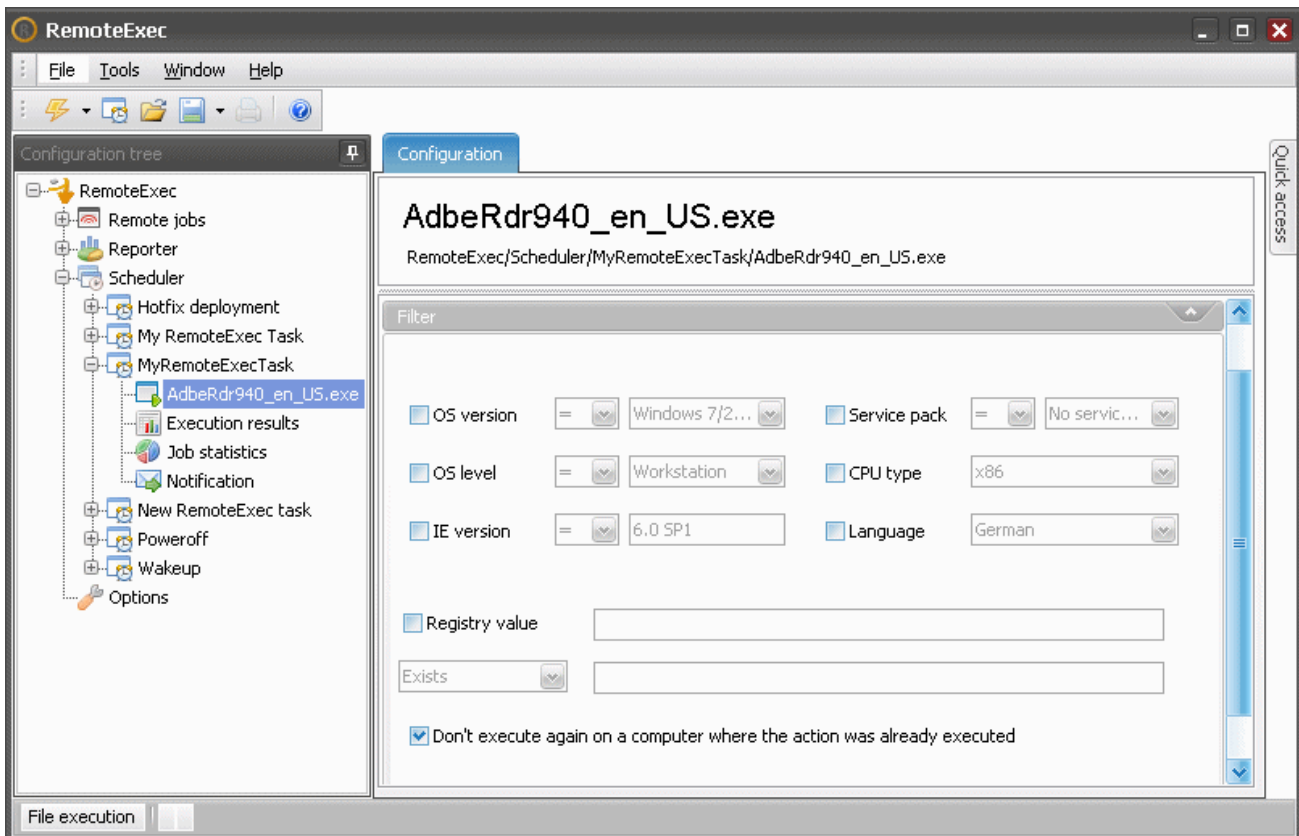 RemoteExec
File Tools Window Help
Configuration tree
Configuration
Quick access
RemoteExec
Remote jobs
Reporter
Scheduler
Hotfix deployment
My RemoteExec Task
MyRemoteExecTask
AdbeRdr940_en_US.exe
Execution results
Job statistics
Notification
New RemoteExec task
Poweroff
Wakeup
Options
AdbeRdr940_en_US.exe
RemoteExec/Scheduler/MyRemoteExecTask/AdbeRdr940_en_US.exe
Filter
OS version = Windows 7/2... Service pack = No servic...
OS level = Workstation CPU type x86
IE version = 6.0 SP1 Language German
Registry value
Exists
Don't execute again on a computer where the action was already executed
File execution